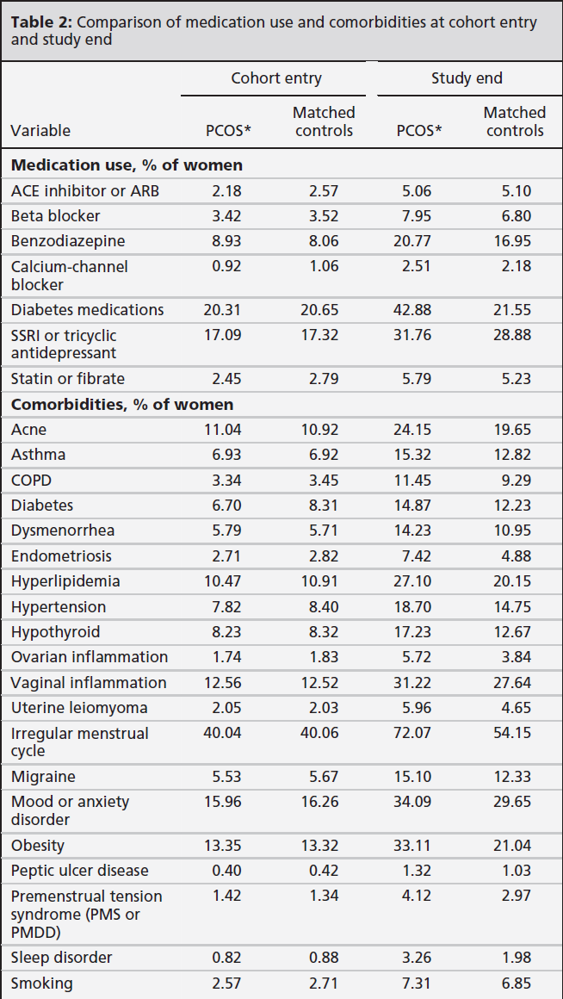 Table 2: Comparison of medication use and comorbidities at cohort entry
and study end
Cohort entry Study end
Variable PCOS* Matched controls PCOS* Matched controls
Medication use, % of women
ACE inhibitor or ARB 2.18 2.57 5.06 5.10
Beta blocker 3.42 3.52 7.95 6.80
Benzodiazepine 8.93 8.06 20.77 16.95
Calcium-channel 0.92 1.06 2.51 2.18
blocker
Diabetes medications 20.31 20.65 42.88 21.55
SSRI or tricyclic 17.09 17.32 31.76 28.88
antidepressant
Statin or fibrate 2.45 2.79 5.79 5.23
Comorbidities, % of women
Acne 11.04 10.92 24.15 19.65
Asthma 6.93 6.92 15.32 12.82
COPD 3.34 3.45 11.45 9.29
Diabetes 6.70 8.31 14.87 12.23
Dysmenorrhea 5.79 5.71 14.23 10.95
Endometriosis 2.71 2.82 7.42 4.88
Hyperlipidemia 10.47 10.91 27.10 20.15
Hypertension 7.82 8.40 18.70 14.75
Hypothyroid 8.23 8.32 17.23 12.67
Ovarian inflammation 1.74 1.83 5.72 3.84
Vaginal inflammation 12.56 12.52 31.22 27.64
Uterine leiomyoma 2.05 2.03 5.96 4.65
Irregular menstrual 40.04 40.06 72.07 54.15
cycle
Migraine 5.53 5.67 15.10 12.33
Mood or anxiety 15.96 16.26 34.09 29.65
disorder
Obesity 13.35 13.32 33.11 21.04
Peptic ulcer disease 0.40 0.42 1.32 1.03
Premenstrual tension 1.42 1.34 4.12 2.97
syndrome (PMS or
PMDD)
Sleep disorder 0.82 0.88 3.26 1.98
Smoking 2.57 2.71 7.31 6.85